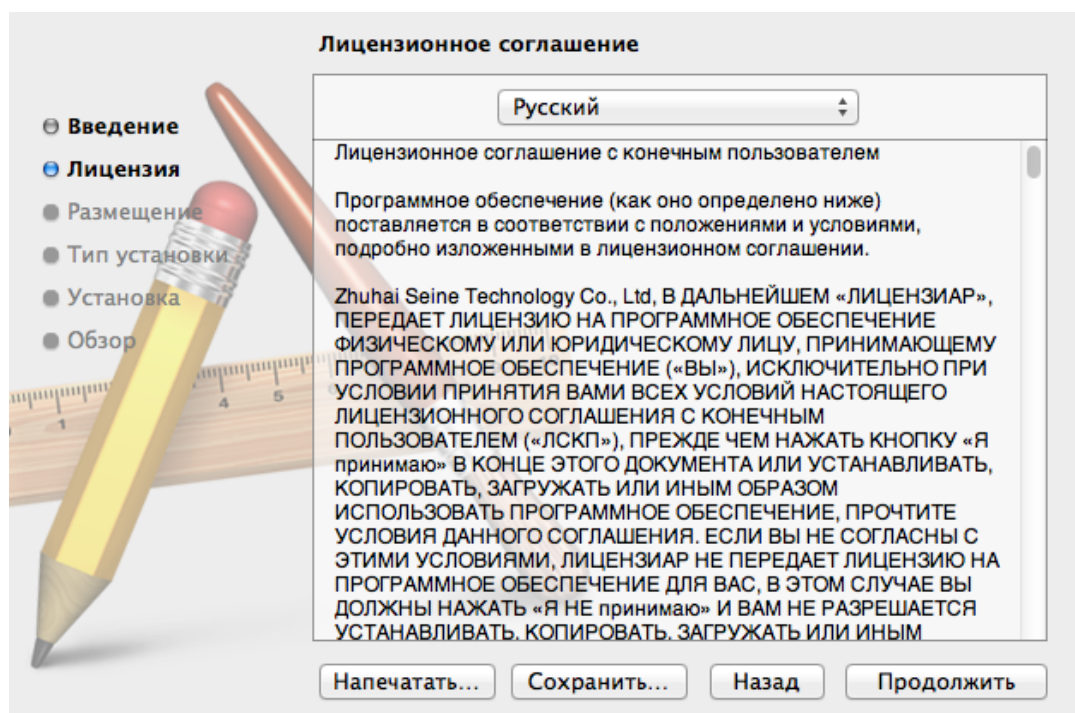 Лицензионное соглашение
Введение
Лицензия
Размещение
Тип установки
Установка
Обзор
Русский
Лицензионное соглашение с конечным пользователем
Программное обеспечение (как оно определено ниже)
поставляется в соответствии с положениями и условиями,
подробно изложенными в лицензионном соглашении.
Zhuhai Seine Technology Co., Ltd, В ДАЛЬНЕЙШЕМ «ЛИЦЕНЗИАР»,
ПЕРЕДАЕТ ЛИЦЕНЗИЮ НА ПРОГРАММНОЕ ОБЕСПЕЧЕНИЕ
ФИЗИЧЕСКОМУ ИЛИ ЮРИДИЧЕСКОМУ ЛИЦУ, ПРИНИМАЮЩЕМУ
ПРОГРАММНОЕ ОБЕСПЕЧЕНИЕ («ВЫ»), ИСКЛЮЧИТЕЛЬНО ПРИ
УСЛОВИИ ПРИНЯТИЯ ВАМИ ВСЕХ УСЛОВИЙ НАСТОЯЩЕГО
ЛИЦЕНЗИОННОГО СОГЛАШЕНИЯ С КОНЕЧНЫМ
ПОЛЬЗОВАТЕЛЕМ («ЛСКП»), ПРЕЖДЕ ЧЕМ НАЖАТЬ КНОПКУ «Я
принимаю» В КОНЦЕ ЭТОГО ДОКУМЕНТА ИЛИ УСТАНАВЛИВАТЬ,
КОПИРОВАТЬ, ЗАГРУЖАТЬ ИЛИ ИНЫМ ОБРАЗОМ
ИСПОЛЬЗОВАТЬ ПРОГРАММНОЕ ОБЕСПЕЧЕНИЕ, ПРОЧТИТЕ
УСЛОВИЯ ДАННОГО СОГЛАШЕНИЯ. ЕСЛИ ВЫ НЕ СОГЛАСНЫ С
ЭТИМИ УСЛОВИЯМИ, ЛИЦЕНЗИАР НЕ ПЕРЕДАЕТ ЛИЦЕНЗИЮ НА
ПРОГРАММНОЕ ОБЕСПЕЧЕНИЕ ДЛЯ ВАС, В ЭТОМ СЛУЧАЕ ВЫ
ДОЛЖНЫ НАЖАТЬ «Я НЕ принимаю» И ВАМ НЕ РАЗРЕШАЕТСЯ
УСТАНАВЛИВАТЬ, КОПИРОВАТЬ, ЗАГРУЖАТЬ ИЛИ ИНЫМ
1 4 5
Напечатать... Сохранить... Назад Продолжить